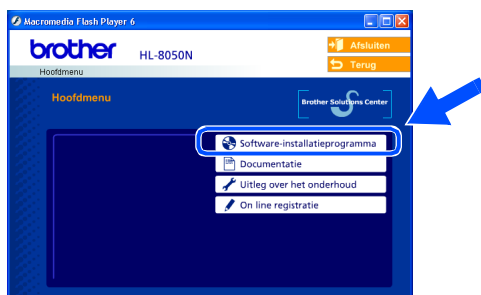 Macromedia Flash Player 6
brother HL-8050N
Afsluiten
Terug
Hoofdmenu
Hoofdmenu
Brother Solutions Center
Software-installatieprogramma
Documentatie
Uitleg over het onderhoud
On line registratie